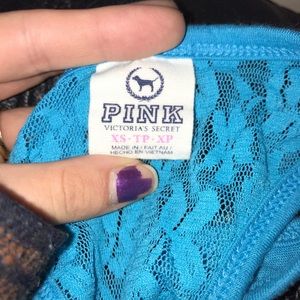 PINK
VICTORIA'S SECRET
XS-TP-XP
MADE IN / FAIT AU /
HECHO EN VIETNAM